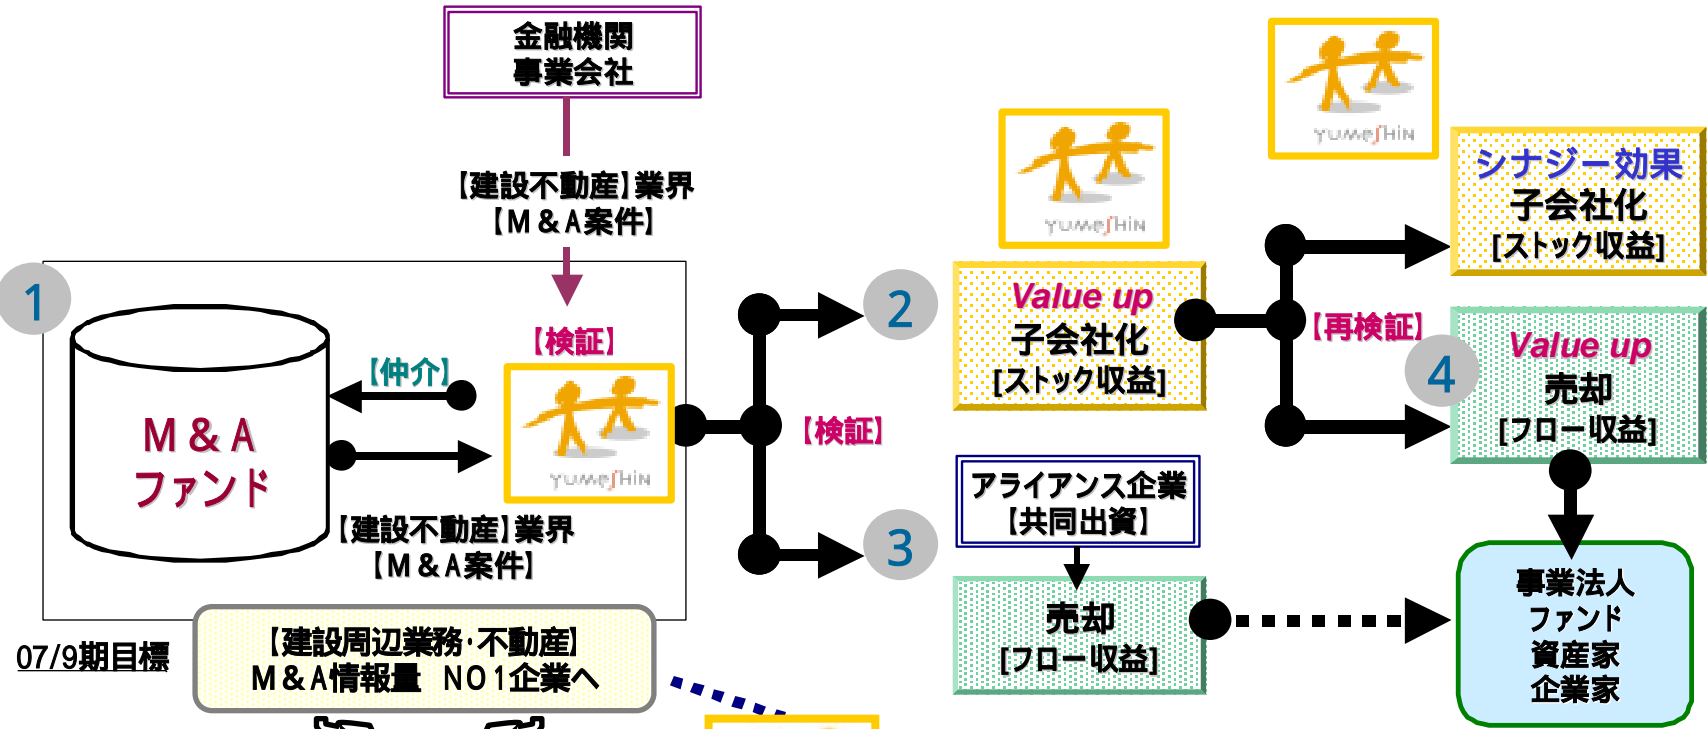 金融機関
事業会社
【建設不動産】業界
【M&A案件】
1
【検証】
【仲介】
M&A
ファンド
YUMESHIN
【建設不動産】業界
【M&A案件】
07/9期目標
【建設周辺業務・不動産】
M&A情報量 NO1企業へ
【検証】
2
3
YUMESHIN
Value up
子会社化
[ストック収益]
アライアンス企業
【共同出資】
売却
[フロー収益]
YUMESHIN
【再検証】
シナジー効果
子会社化
[ストック収益]
4
Value up
売却
[フロー収益]
事業法人
ファンド
資産家
企業家